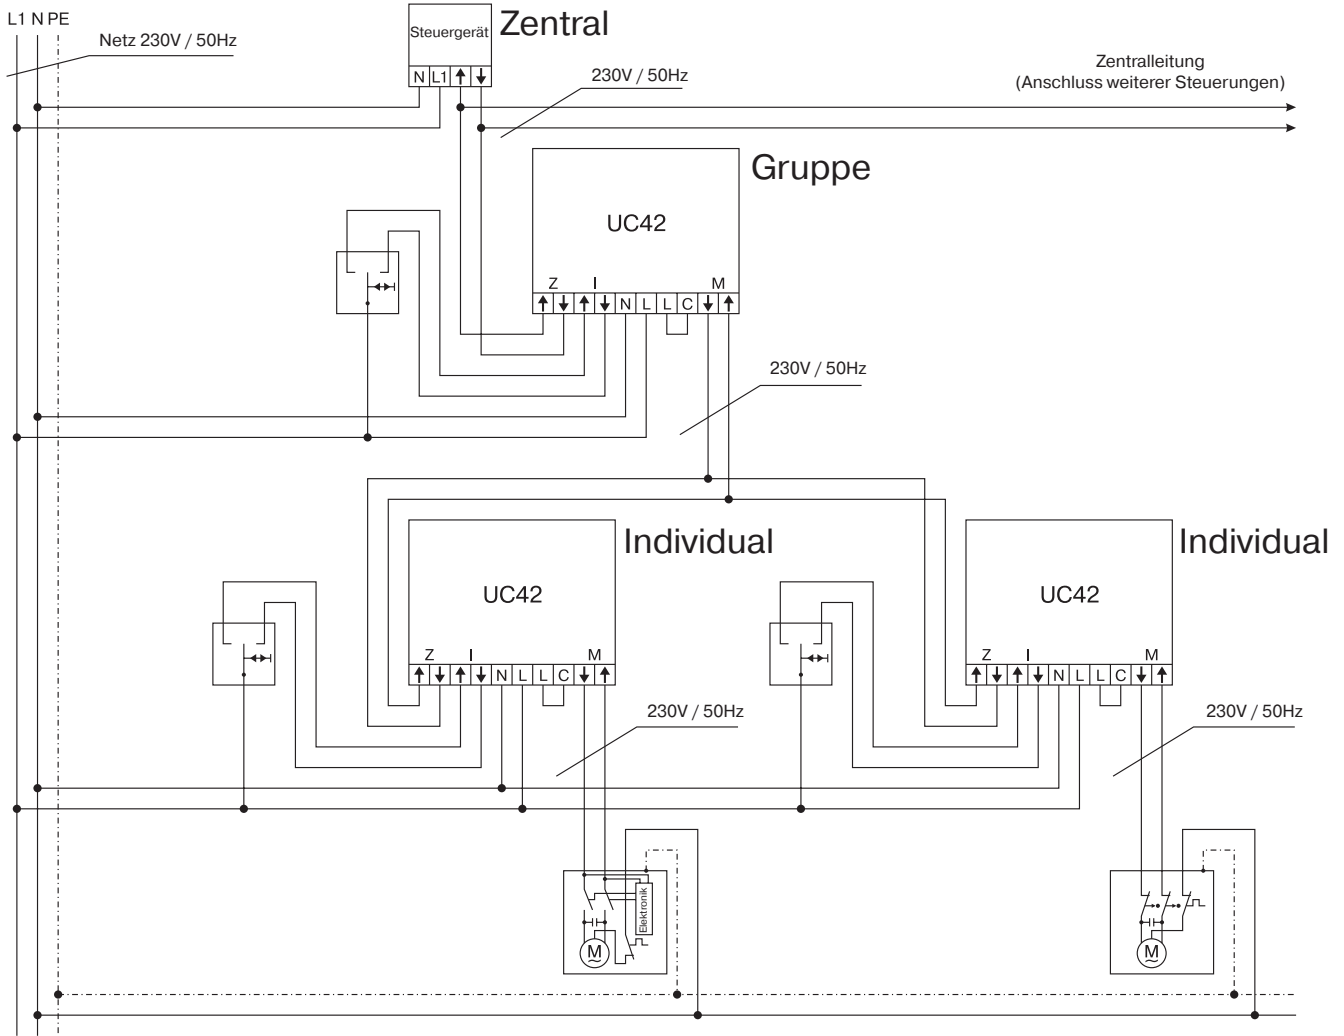 L1 N PE
Netz 230V / 50Hz
Steuergerät
Zentral
N L1
230V / 50Hz
Zentralleitung
(Anschluss weiterer Steuerungen)
Gruppe
UC42
Z I M
N L L C
230V / 50Hz
Individual
UC42
Z I M
N L L C
230V / 50Hz
Individual
UC42
Z I M
N L L C
230V / 50Hz
Elektronik
M
M